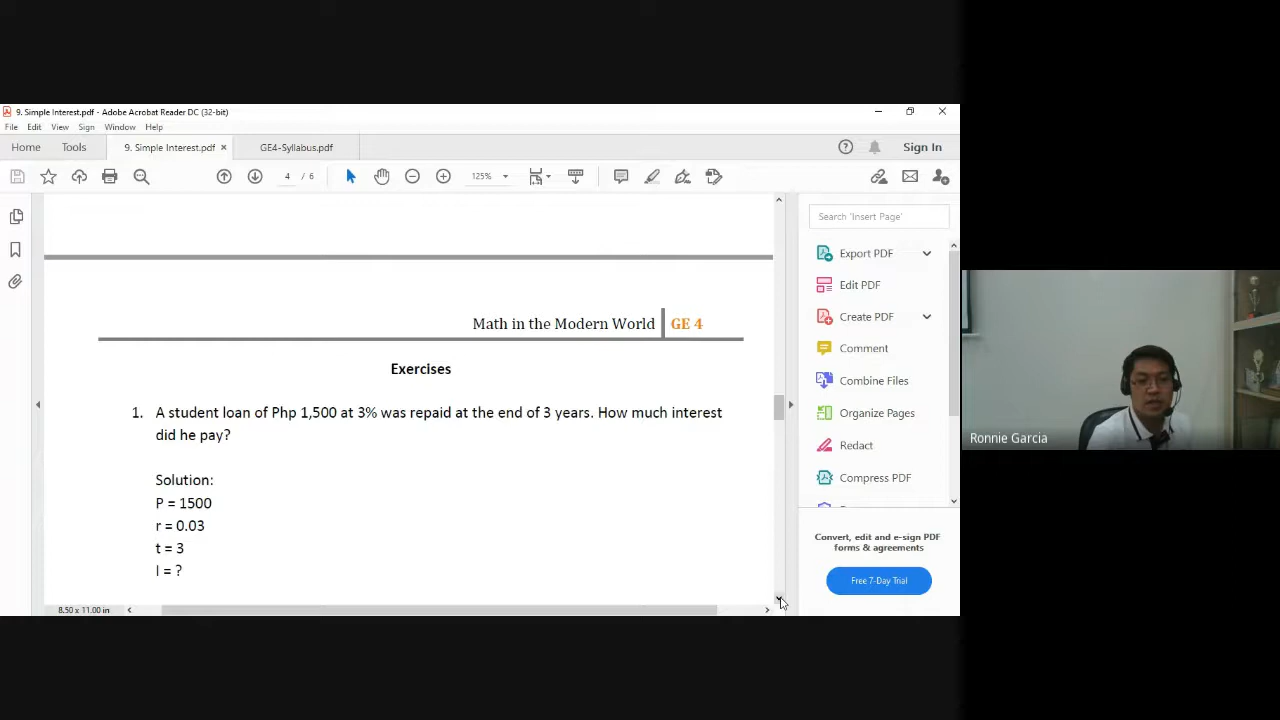 9. Simple Interest.pdf - Adobe Acrobat Reader DC (32-bit)
File Edit View Sign Window Help
Home Tools 9. Simple Interest.pdf × GE4-Syllabus.pdf Sign In
4 / 6 125%
Search 'Insert Page'
Export PDF
Edit PDF
Create PDF
Comment
Combine Files
Organize Pages
Redact
Compress PDF
Convert, edit and e-sign PDF
forms & agreements
Free 7-Day Trial
Math in the Modern World GE 4
Exercises
1. A student loan of Php 1,500 at 3% was repaid at the end of 3 years. How much interest
did he pay?
Solution:
P = 1500
r = 0.03
t = 3
I = ?
8.50 x 11.00 in
Ronnie Garcia